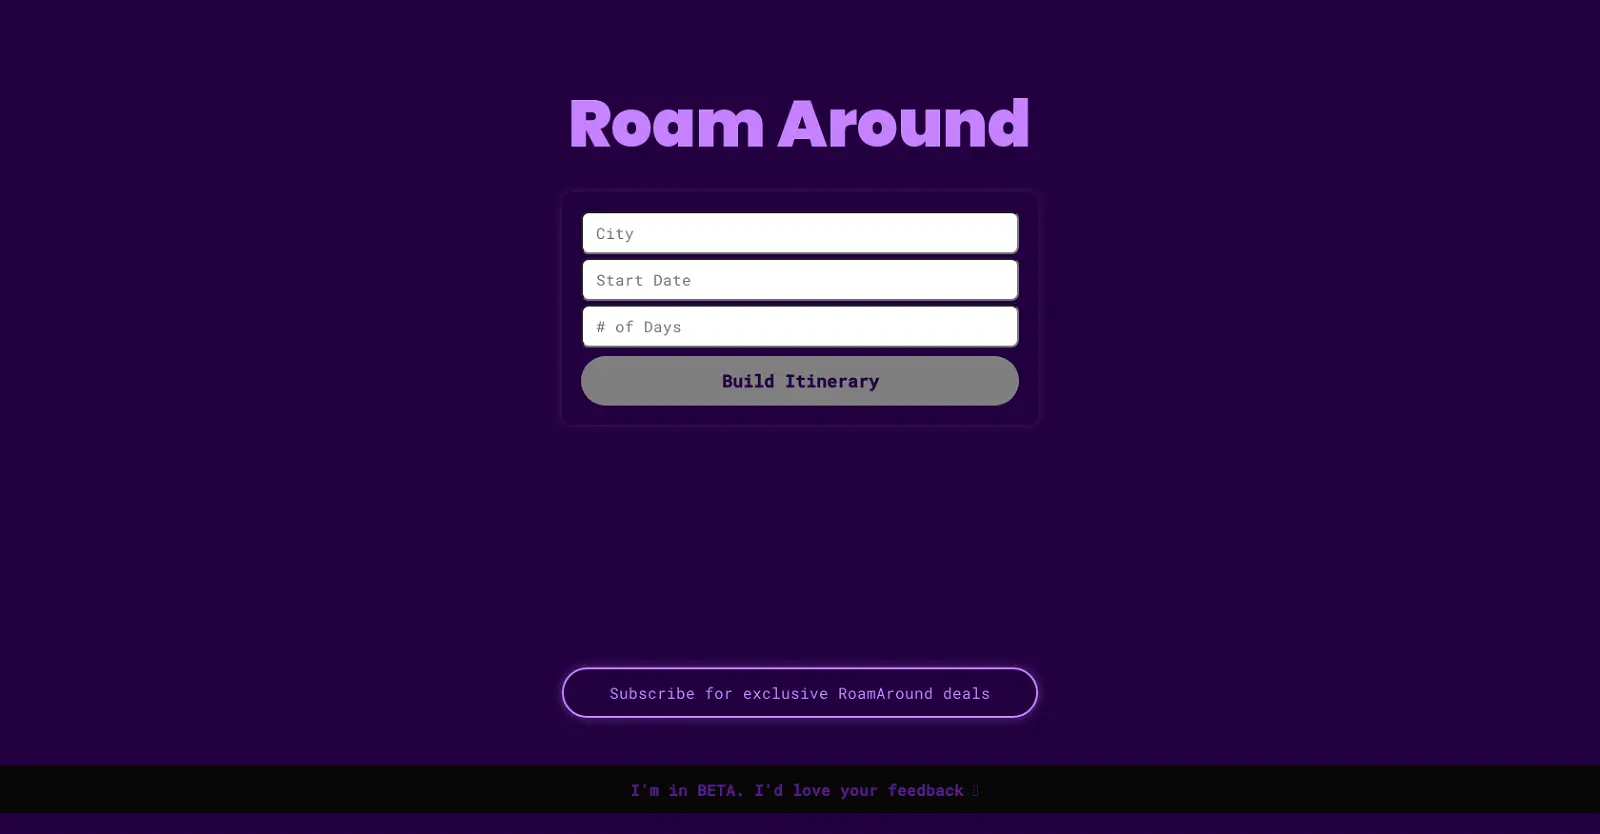 Roam Around
City
Start Date
# of Days
Build Itinerary
Subscribe for exclusive RoamAround deals
I'm in BETA. I'd love your feedback